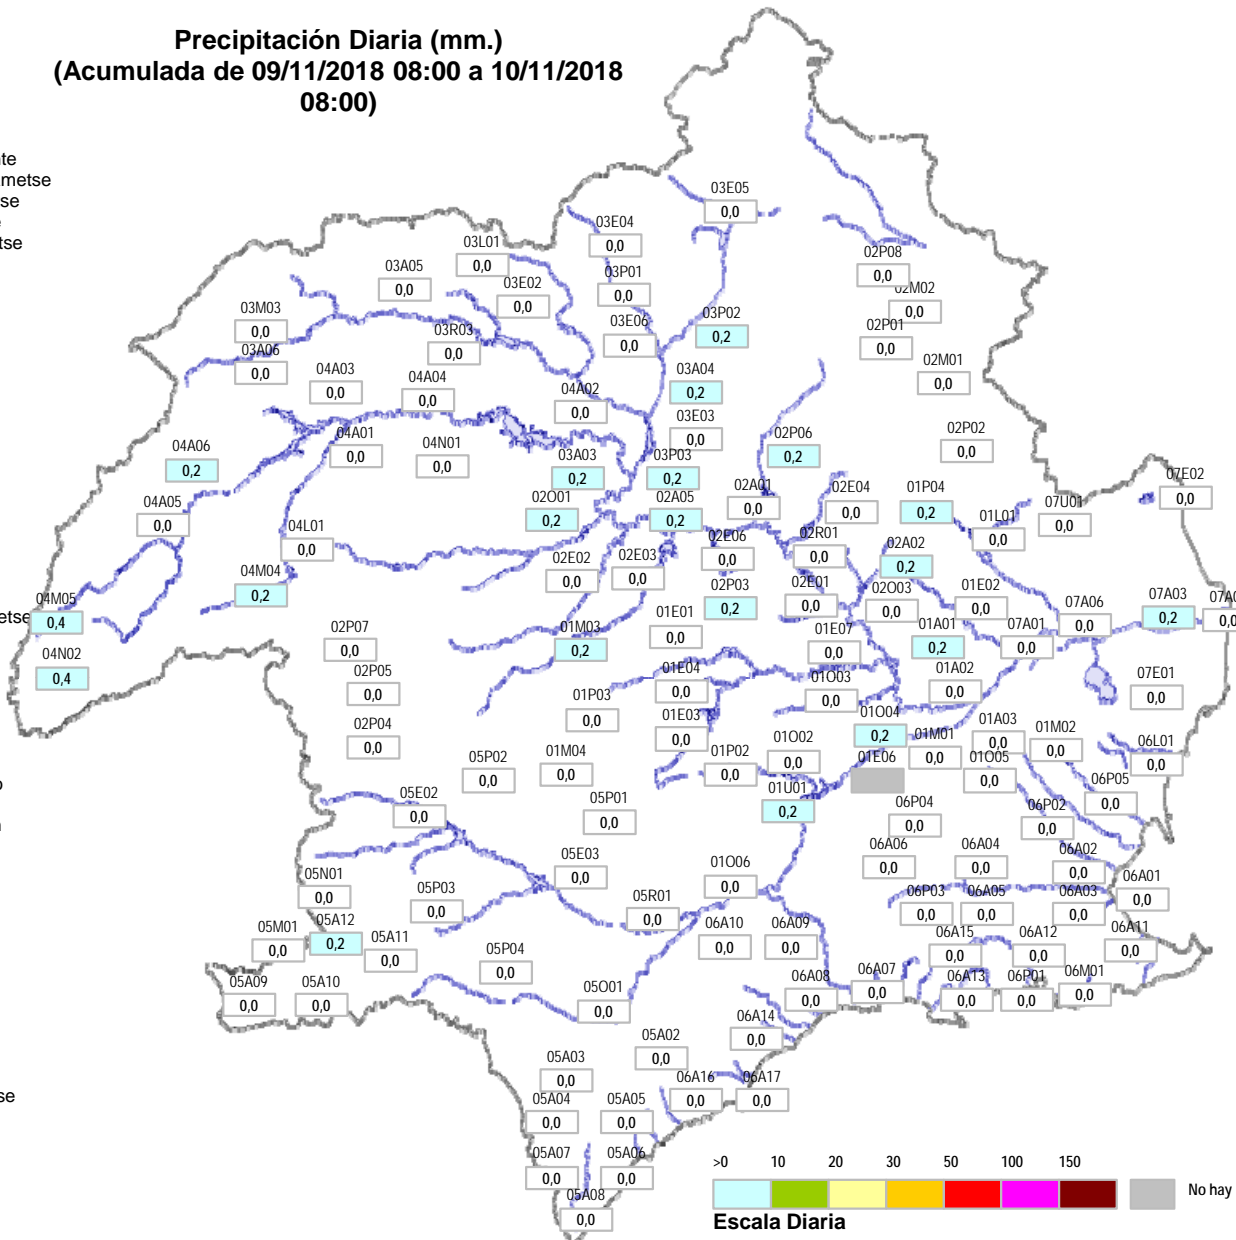 Precipitación Diaria (mm.)
(Acumulada de 09/11/2018 08:00 a 10/11/2018
08:00)
nte
metse
se
tse
03E05
0,0
03E04
0,0
03L01
0,0
02P08
0,0
03A05
0,0
03P01
0,0
03E02
0,0
02M02
0,0
03M03
0,0
03P02
0,2
03E06
0,0
02P01
0,0
03R03
0,0
03A06
0,0
02M01
0,0
04A03
0,0
03A04
0,2
04A04
0,0
04A02
0,0
03E03
0,0
02P02
0,0
04A01
0,0
04N01
0,0
02P06
0,2
04A06
0,2
03A03
0,2
03P03
0,2
07E02
0,0
02A01
0,0
02E04
0,0
01P04
0,2
04A05
0,0
02O01
0,2
02A05
0,2
07U01
0,0
01L01
0,0
04L01
0,0
02E06
0,0
02R01
0,0
02A02
0,2
02E02
0,0
02E03
0,0
04M04
0,2
02P03
0,2
02E01
0,0
02O03
0,0
01E02
0,0
04M05
0,4
metse
07A06
0,0
07A03
0,2
07A0
0,0
02P07
0,0
01M03
0,2
01E01
0,0
01E07
0,0
01A01
0,2
07A01
0,0
04N02
0,4
02P05
0,0
01E04
0,0
01O03
0,0
01A02
0,0
07E01
0,0
01P03
0,0
02P04
0,0
01E03
0,0
01O04
0,2
01A03
0,0
01M02
0,0
01M01
0,0
06L01
0,0
05P02
0,0
01M04
0,0
01P02
0,0
01O02
0,0
01E06
01O05
0,0
05E02
0,0
05P01
0,0
01U01
0,2
06P04
0,0
06P02
0,0
06P05
0,0
06A06
0,0
06A04
0,0
06A02
0,0
05N01
0,0
05E03
0,0
01O06
0,0
06A01
0,0
05P03
0,0
05R01
0,0
06P03
0,0
06A05
0,0
06A03
0,0
05M01
0,0
05A12
0,2
05A11
0,0
06A10
0,0
06A09
0,0
06A15
0,0
06A12
0,0
06A11
0,0
05P04
0,0
05A09
0,0
05A10
0,0
05O01
0,0
06A08
0,0
06A07
0,0
06A13
0,0
06P01
0,0
06M01
0,0
06A14
0,0
05A02
0,0
05A03
0,0
06A16
0,0
06A17
0,0
se
05A04
0,0
05A05
0,0
05A07
0,0
05A06
0,0
05A08
0,0
>0 10 20 30 50 100 150
No hay
Escala Diaria